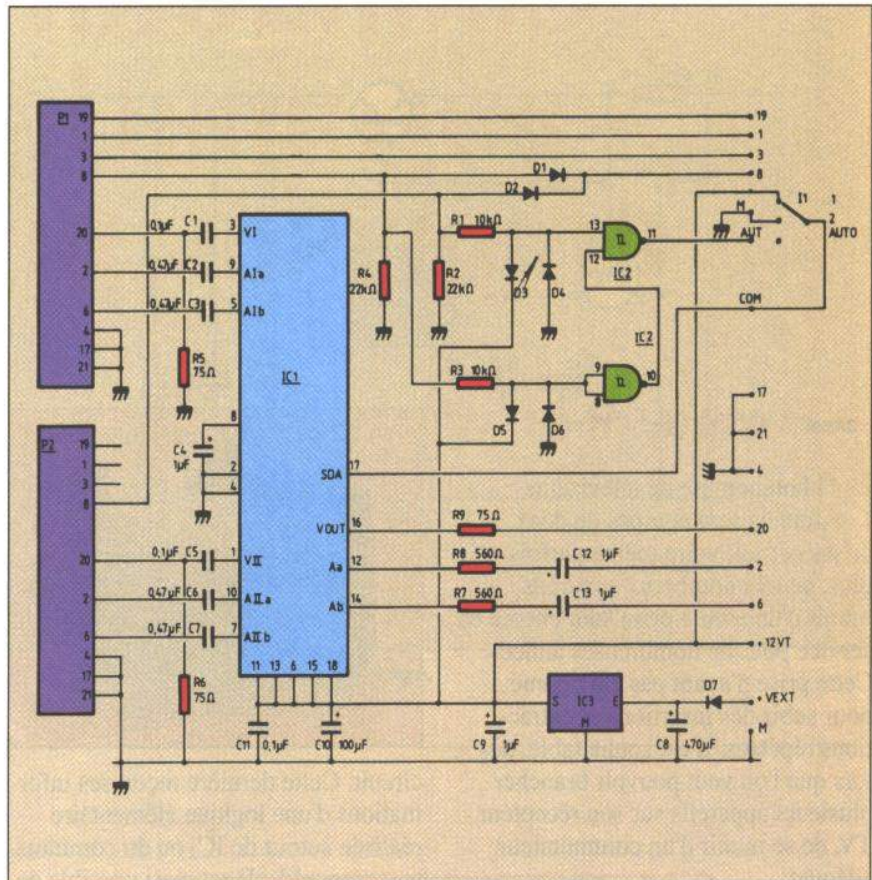 P1 19
1
3
8
20
2
6
4
17
21
0,1µF C1
0,47µF C2
0,47µF C3
R5
75Ω
3 VI
9 AIa
5 AIb
IC1
8
2
4
C4
1µF
P2 19
1
3
8
20
2
6
4
17
21
0,1µF C5
0,47µF C6
0,47µF C7
R6
75Ω
1 VII
10 AII.a
7 AIIb
11 13 6 15 18
C11 0,1µF
C10 100µF
SDA 17
VOUT 16
Aa 12
Ab 14
R4
22kΩ
R2
22kΩ
D1
D2
R1 10kΩ
D3
D4
13
12
11
IC2
R3 10kΩ
D5
D6
IC2
9
8
10
R9 75Ω
R8 560Ω
R7 560Ω
C12 1µF
C13 1µF
C9 1µF
S IC3 E
M
C8 470µF
D7
19
1
3
8
I1
1
2
AUTO
M
AUT
COM
17
21
4
20
2
6
+12VT
+VEXT
M